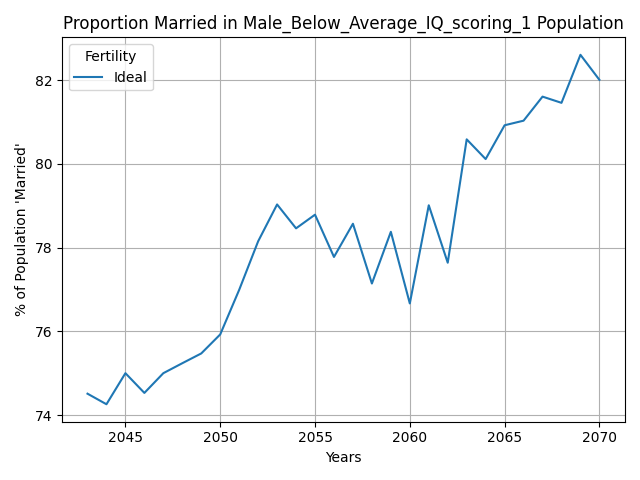 Proportion Married in Male_Below_Average_IQ_scoring_1 Population
Fertility
Ideal
% of Population 'Married'
82
80
78
76
74
2045 2050 2055 2060 2065 2070
Years